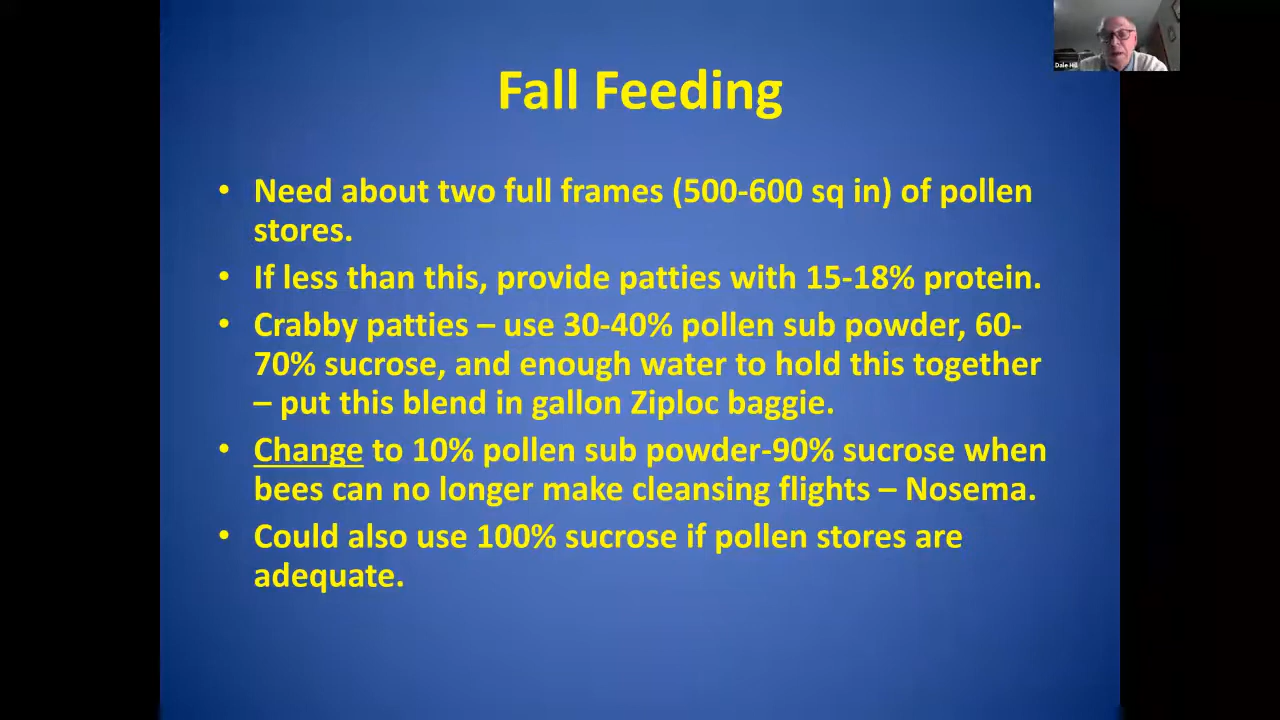 Fall Feeding
• Need about two full frames (500-600 sq in) of pollen
stores.
• If less than this, provide patties with 15-18% protein.
• Crabby patties – use 30-40% pollen sub powder, 60-
70% sucrose, and enough water to hold this together
– put this blend in gallon Ziploc baggie.
• Change to 10% pollen sub powder-90% sucrose when
bees can no longer make cleansing flights – Nosema.
• Could also use 100% sucrose if pollen stores are
adequate.
Dale Hill